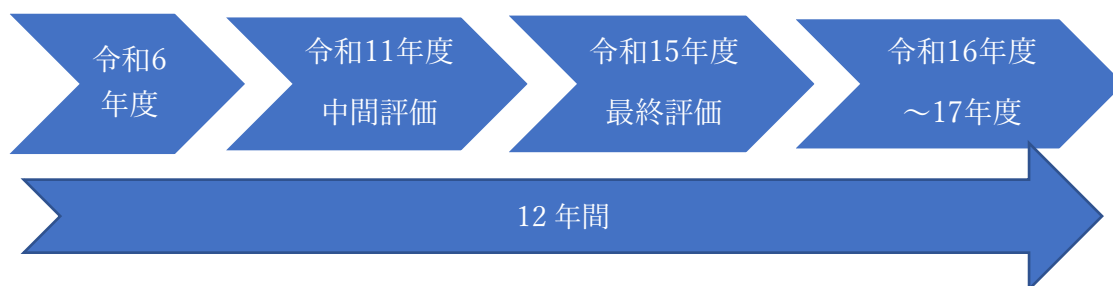 令和6
年度
令和11年度
中間評価
令和15年度
最終評価
令和16年度
～17年度
12 年間